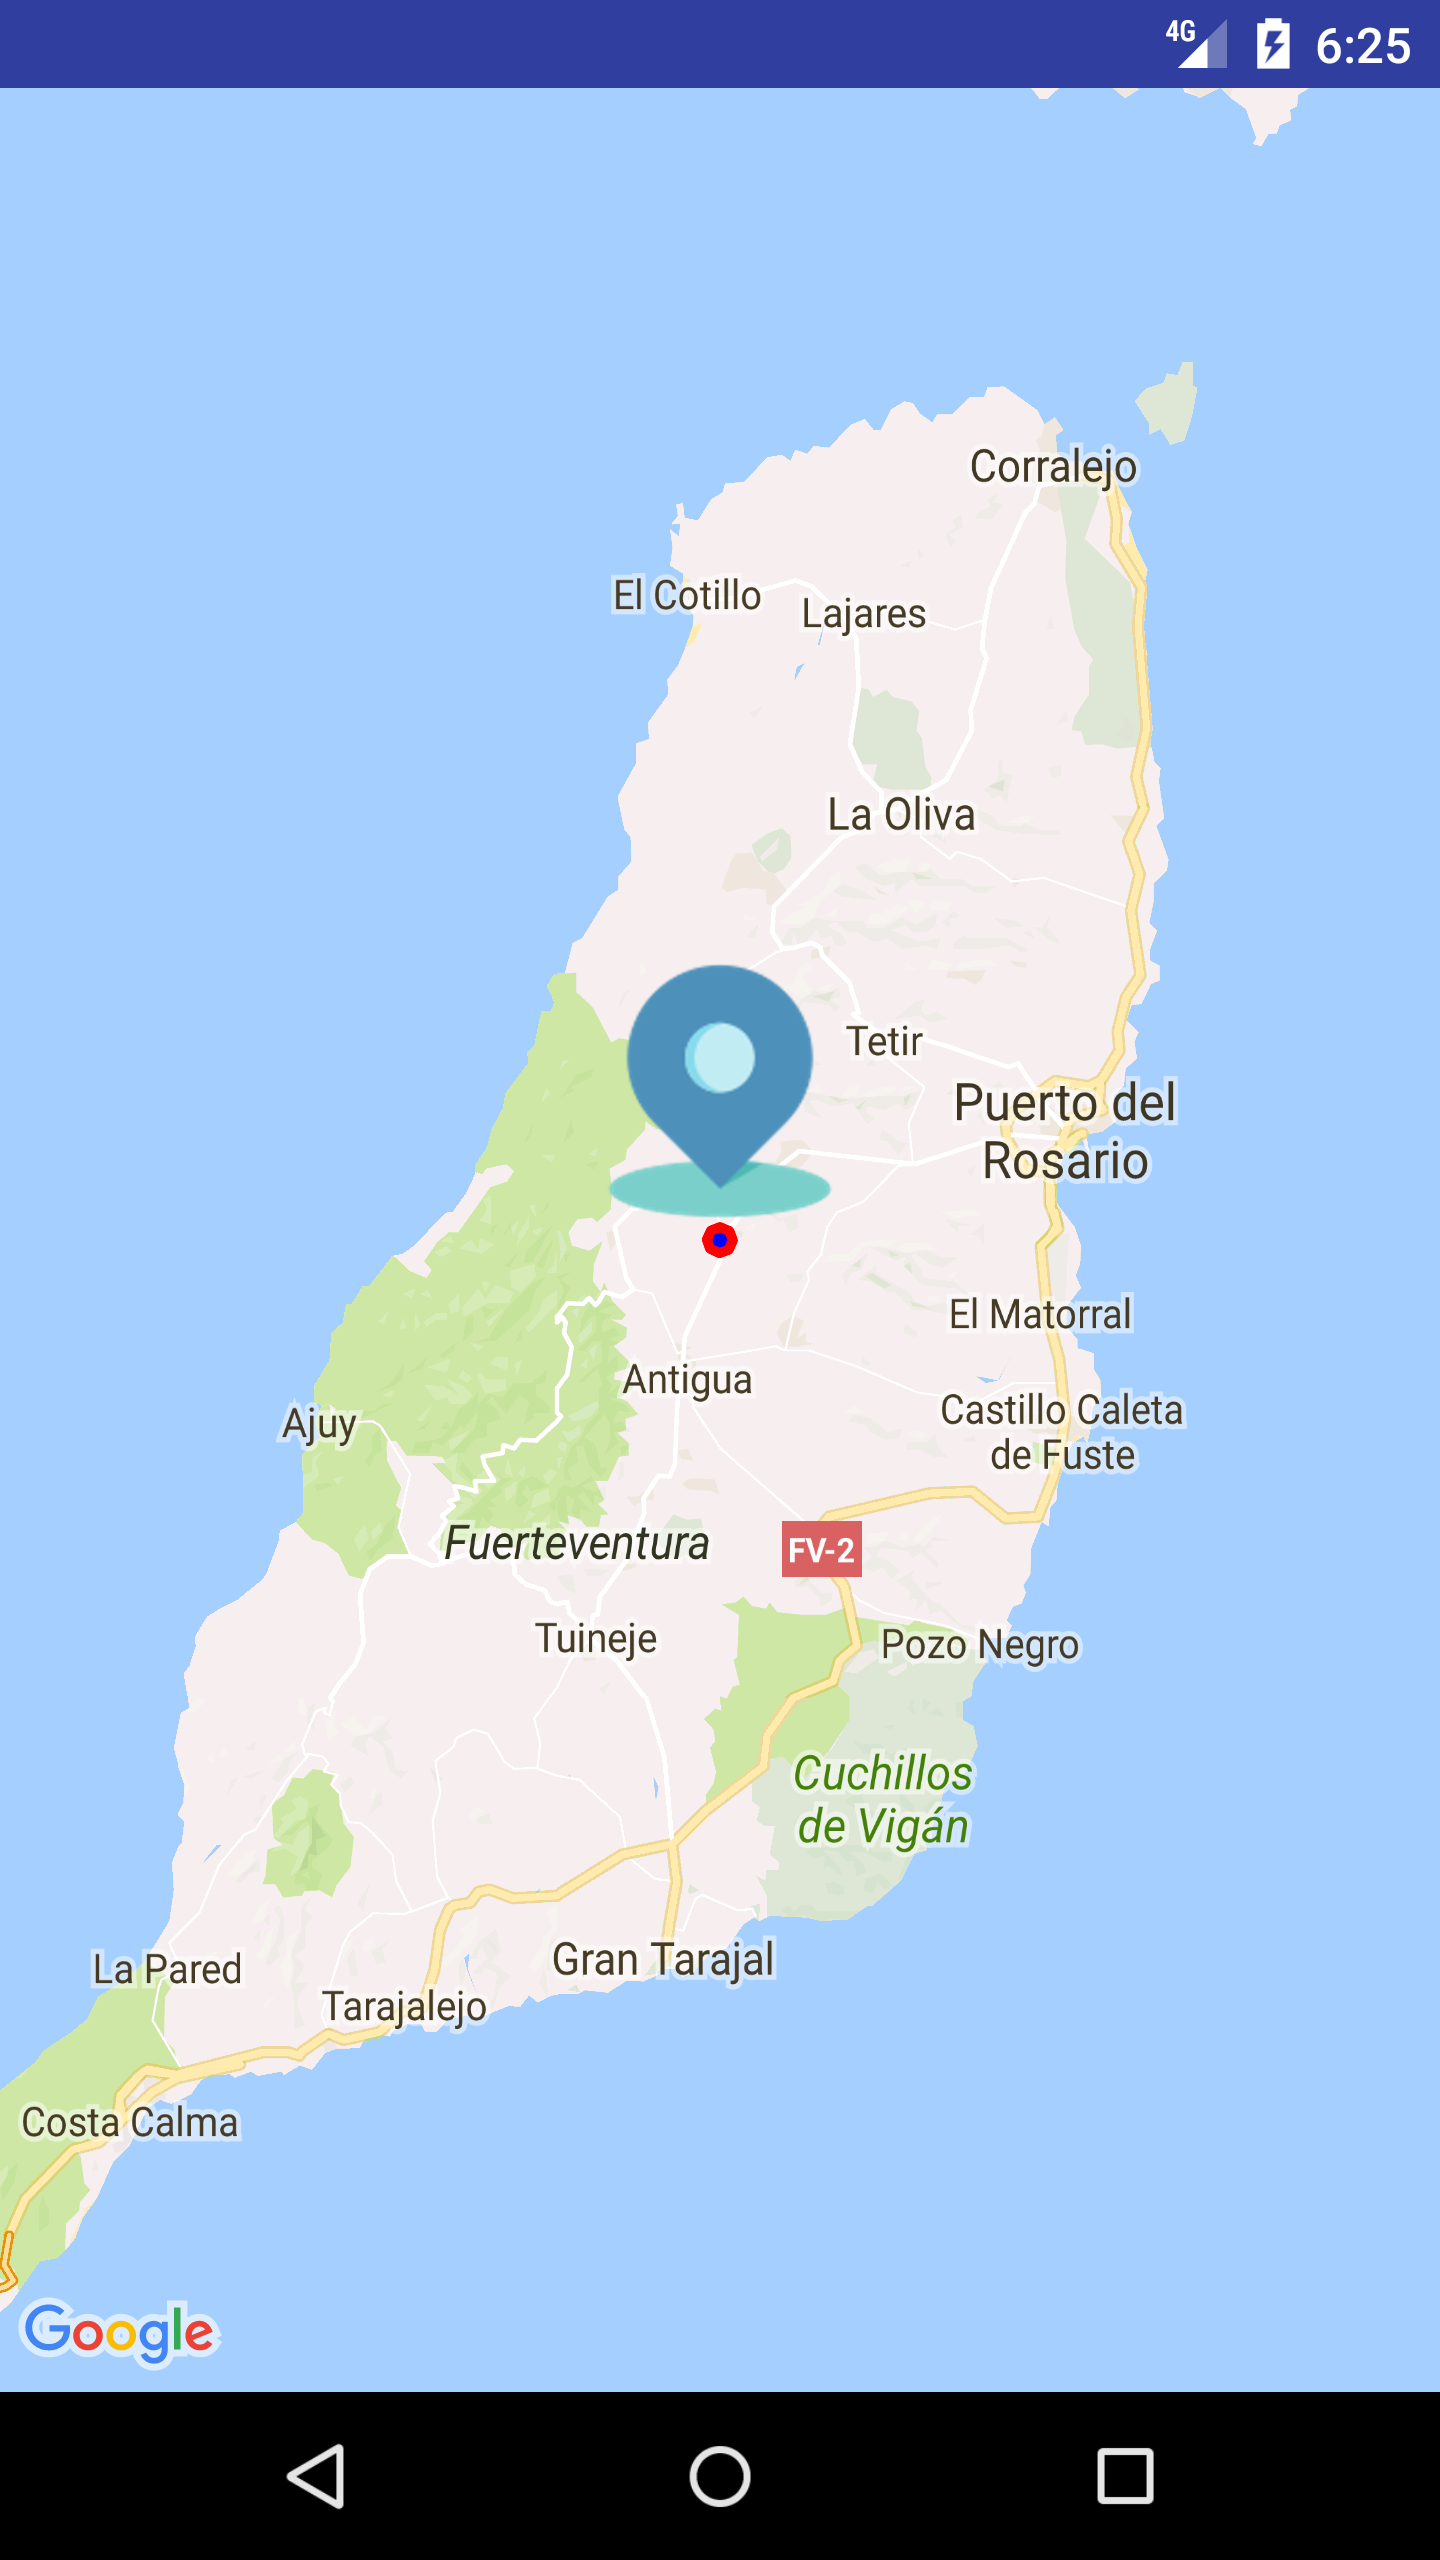 4G 6:25
Corralejo
El Cotillo
Lajares
La Oliva
Tetir
Puerto del
Rosario
El Matorral
Antigua
Castillo Caleta
de Fuste
Ajuy
Fuerteventura
FV-2
Tuineje
Pozo Negro
Cuchillos
de Vigán
Gran Tarajal
La Pared
Tarajalejo
Costa Calma
Google